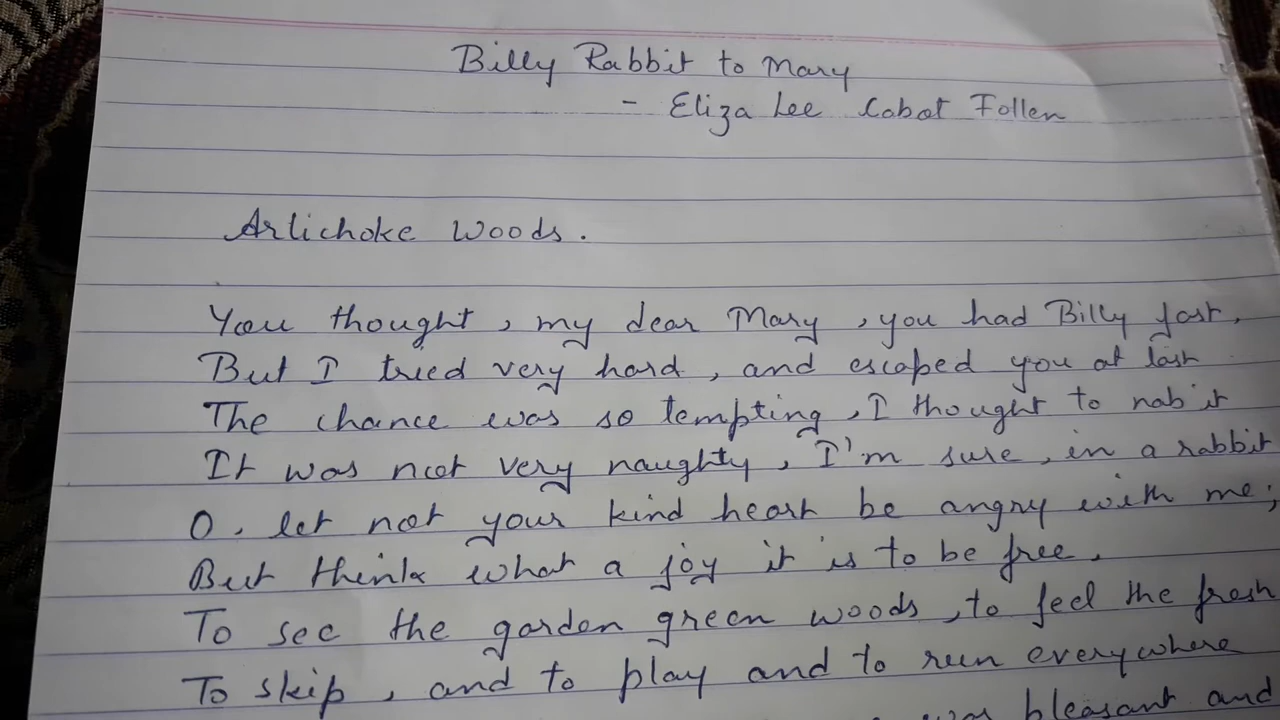 Billy Rabbit to Mary
- Eliza Lee Cabot Follen
Artichoke Woods.
You thought, my dear Mary, you had Billy fast,
But I tried very hard, and escaped you at last
The chance was so tempting, I thought to nab it
It was not very naughty, I'm sure, in a rabbit
O, let not your kind heart be angry with me;
But think what a joy it is to be free,
To see the garden green woods, to feel the fresh
To skip, and to play and to run everywhere
was pleasant and